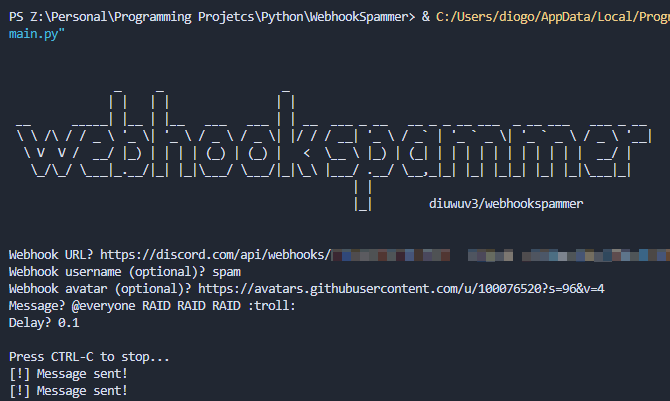 PS Z:\Personal\Programming Projetcs\Python\WebhookSpammer> & C:/Users/diogo/AppData/Local/Prog
main.py"
webhookspammer
diuwuv3/webhookspammer
Webhook URL? https://discord.com/api/webhooks/
Webhook username (optional)? spam
Webhook avatar (optional)? https://avatars.githubusercontent.com/u/100076520?s=96&v=4
Message? @everyone RAID RAID RAID :troll:
Delay? 0.1
Press CTRL-C to stop...
[!] Message sent!
[!] Message sent!